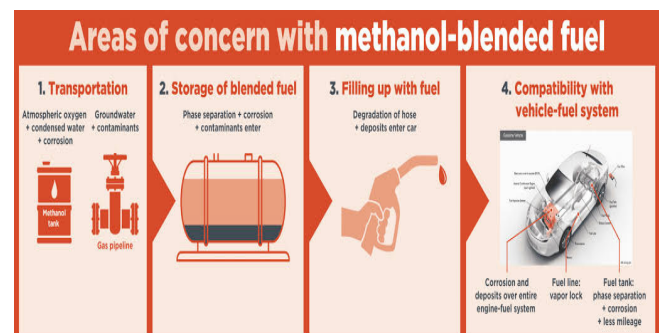 Areas of concern with methanol-blended fuel
1. Transportation
Atmospheric oxygen
+ condensed water
+ corrosion
Groundwater
+ contaminants
Methanol
tank
Gas pipeline
2. Storage of blended fuel
Phase separation + corrosion
+ contaminants enter
3. Filling up with fuel
Degradation of hose
+ deposits enter car
4. Compatibility with
vehicle-fuel system
Corrosion and
deposits over entire
engine-fuel system
Fuel line:
vapor lock
Fuel tank:
phase separation
+ corrosion
+ less mileage